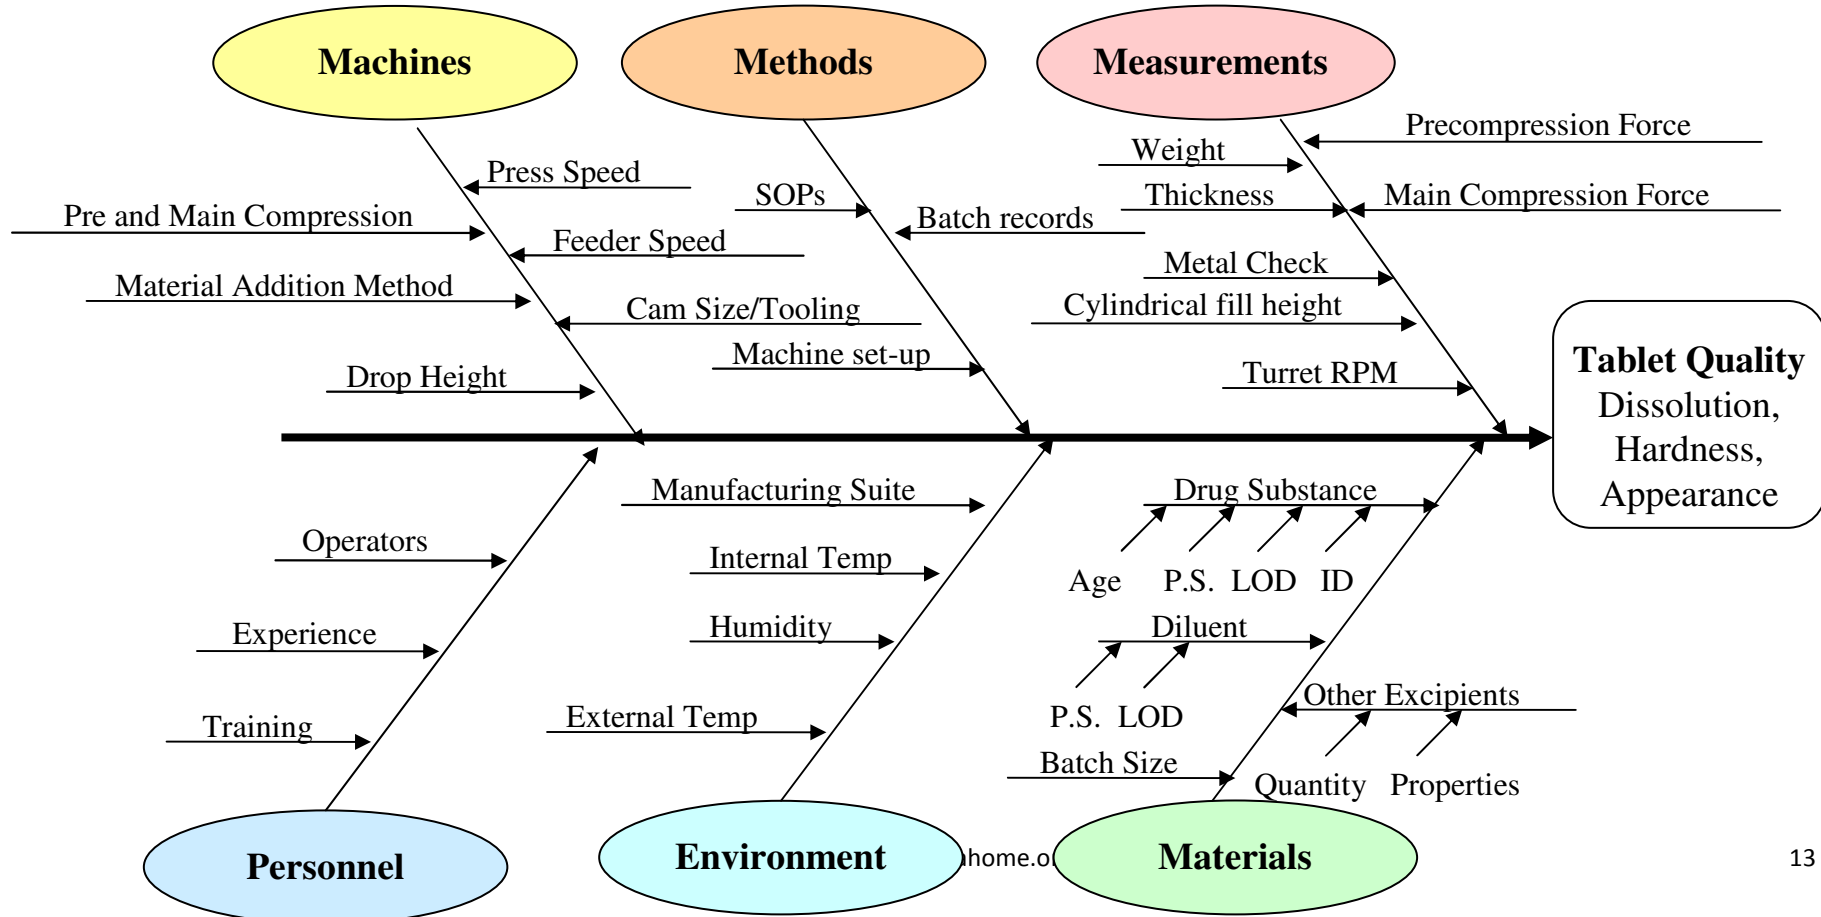 Machines
Methods
Measurements
Precompression Force
Weight
Press Speed
SOPs
Thickness
Main Compression Force
Pre and Main Compression
Batch records
Feeder Speed
Metal Check
Material Addition Method
Cam Size/Tooling
Cylindrical fill height
Machine set-up
Drop Height
Turret RPM
Tablet Quality
Dissolution,
Hardness,
Appearance
Manufacturing Suite
Drug Substance
Operators
Internal Temp
Age P.S. LOD ID
Experience
Humidity
Diluent
Other Excipients
Training
External Temp
P.S. LOD
Batch Size
Quantity Properties
Personnel
Environment
Materials
13